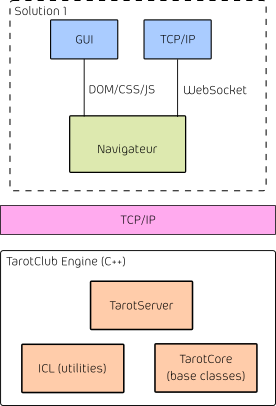 Solution 1
GUI
TCP/IP
DOM/CSS/JS
WebSocket
Navigateur
TCP/IP
TarotClub Engine (C++)
TarotServer
ICL (utilities)
TarotCore
(base classes)